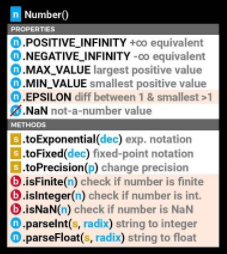 n Number()
PROPERTIES
n .POSITIVE_INFINITY +∞ equivalent
n .NEGATIVE_INFINITY -∞ equivalent
n .MAX_VALUE largest positive value
n .MIN_VALUE smallest positive value
n .EPSILON diff between 1 & smallest >1
.NaN not-a-number value
METHODS
s .toExponential(dec) exp. notation
s .toFixed(dec) fixed-point notation
s .toPrecision(p) change precision
b .isFinite(n) check if number is finite
b .isInteger(n) check if number is int.
b .isNaN(n) check if number is NaN
n .parseInt(s, radix) string to integer
n .parseFloat(s, radix) string to float